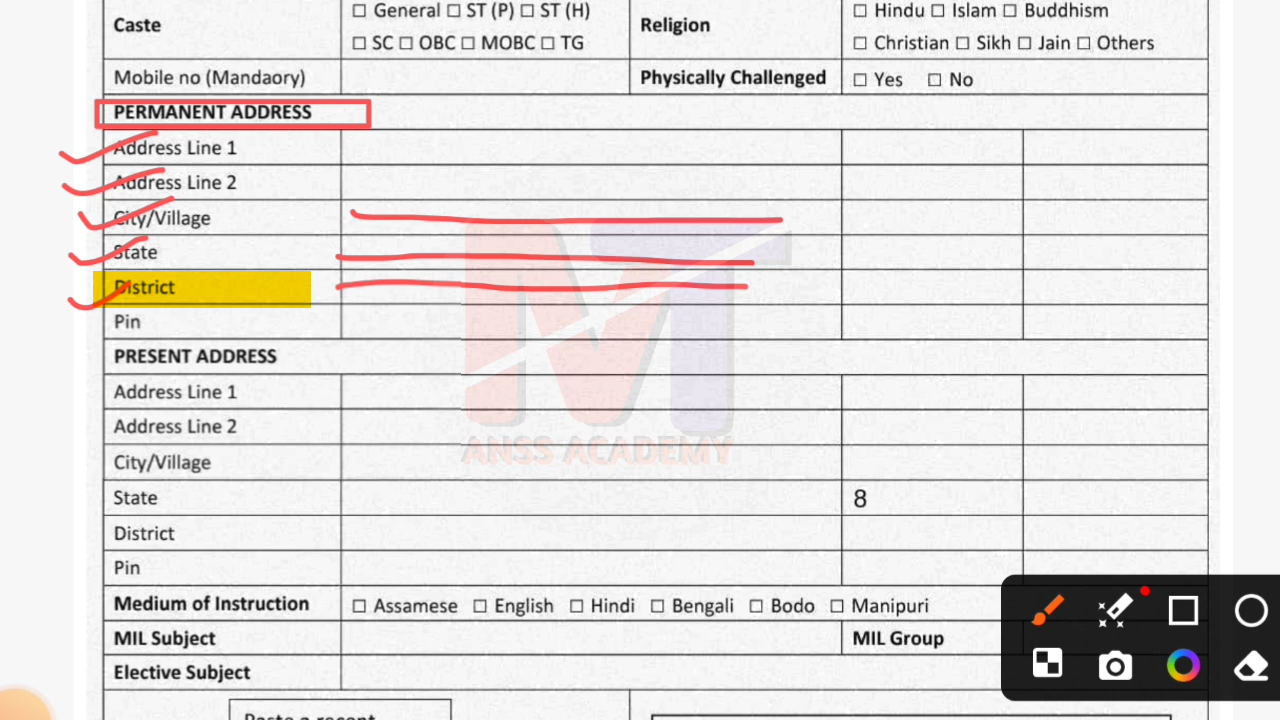 Caste ☐ General ☐ ST (P) ☐ ST (H) Religion ☐ Hindu ☐ Islam ☐ Buddhism
☐ SC ☐ OBC ☐ MOBC ☐ TG ☐ Christian ☐ Sikh ☐ Jain ☐ Others
Mobile no (Mandaory) Physically Challenged ☐ Yes ☐ No
PERMANENT ADDRESS
Address Line 1
Address Line 2
City/Village
State
District
Pin
PRESENT ADDRESS
Address Line 1
Address Line 2
ANSS ACADEMY
City/Village
State 8
District
Pin
Medium of Instruction ☐ Assamese ☐ English ☐ Hindi ☐ Bengali ☐ Bodo ☐ Manipuri
MIL Subject MIL Group
Elective Subject
Paste a recent